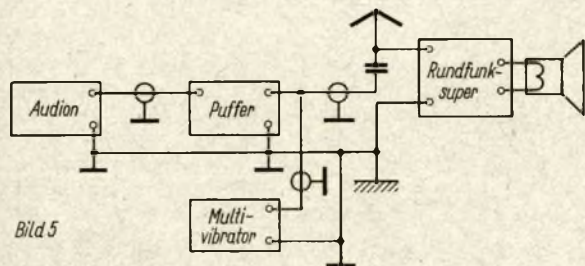 Audion
Puffer
Rundfunk-
super
Multi-
vibrator
Bild 5